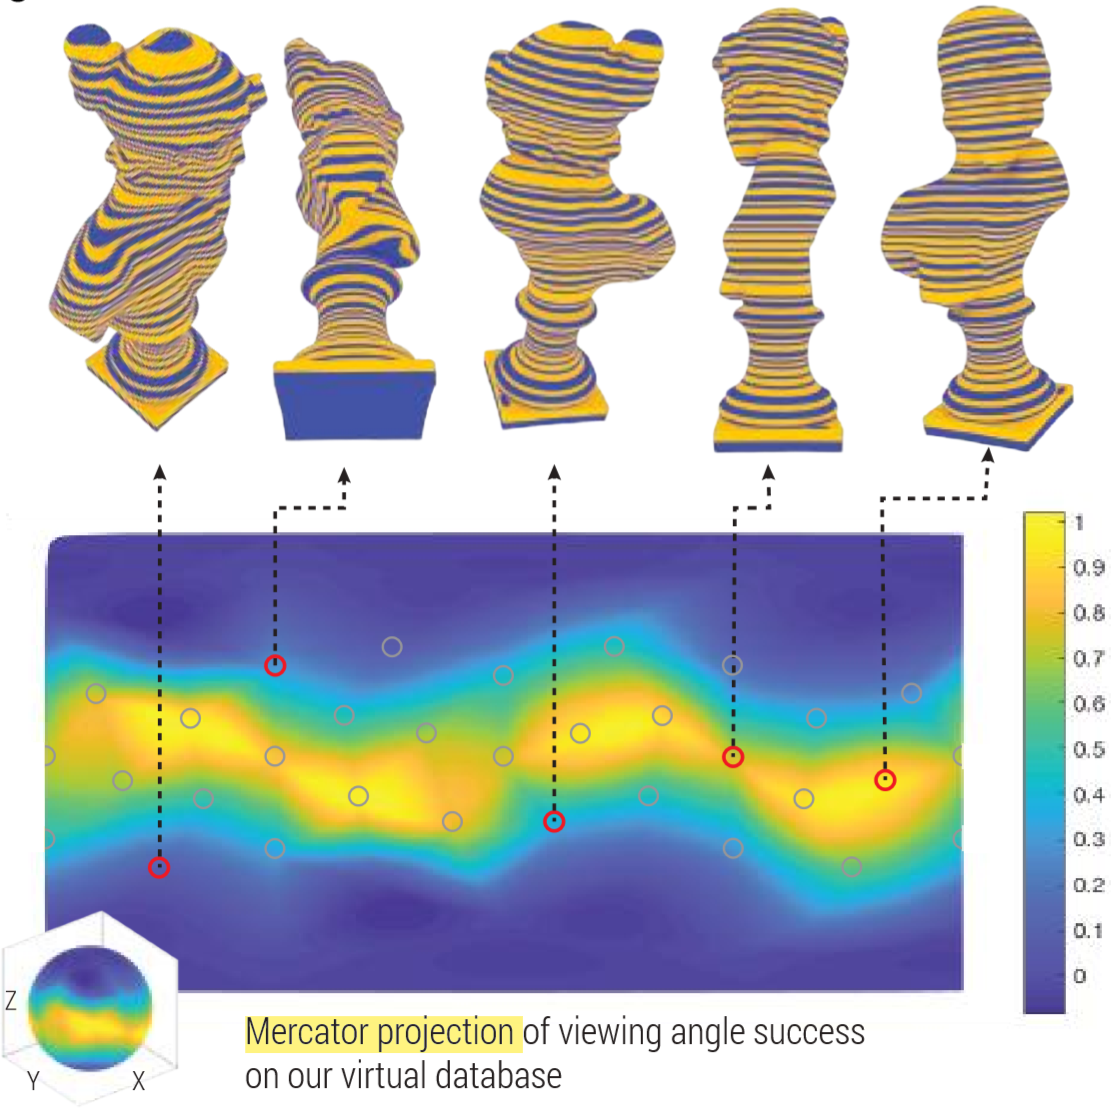 1
0.9
0.8
0.7
0.6
0.5
0.4
0.3
0.2
0.1
0
Z
Y
X
Mercator projection of viewing angle success
on our virtual database